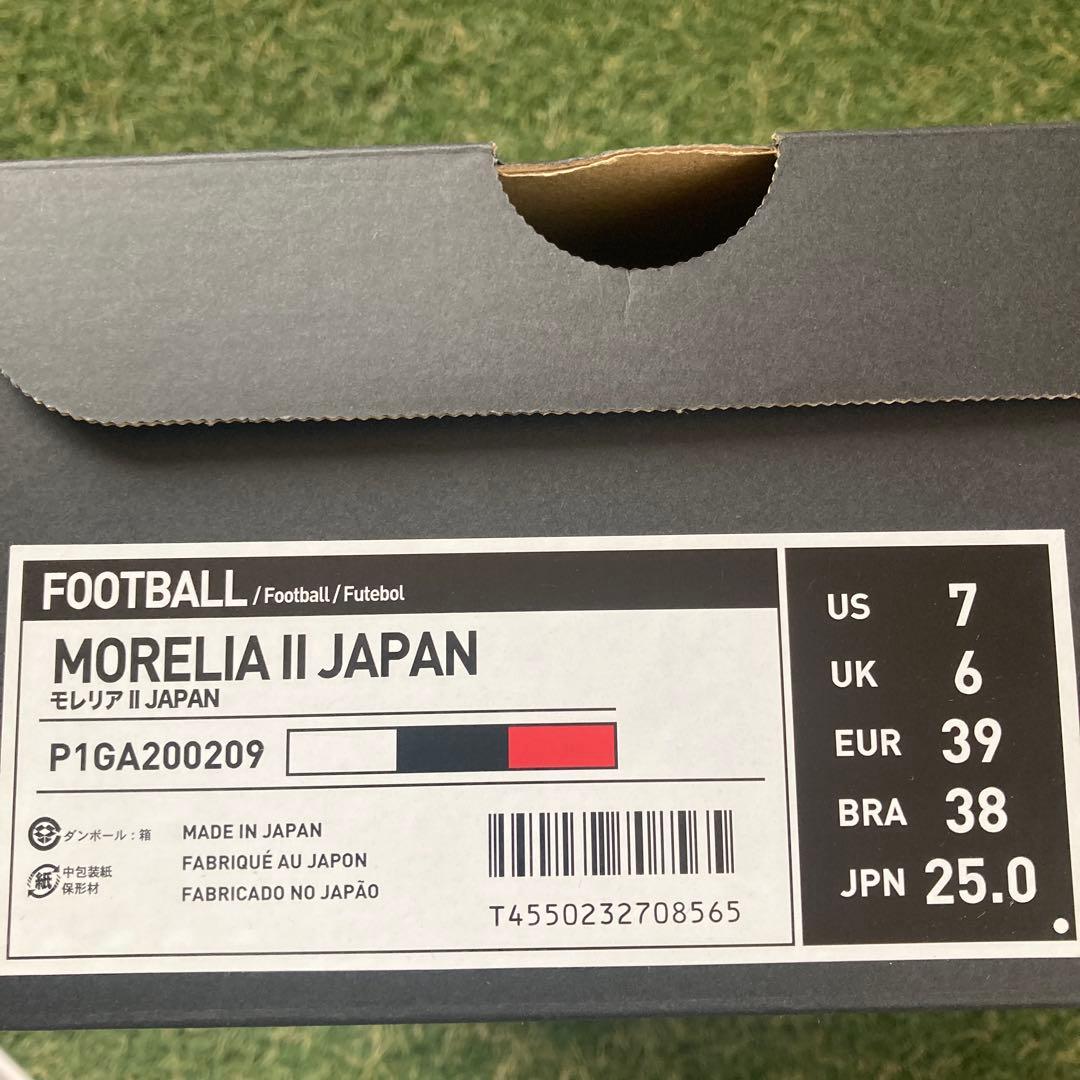 FOOTBALL /Football/Futebol
MORELIA II JAPAN
モレリア II JAPAN
P1GA200209
ダンボール：箱
紙
中包装紙
保形材
MADE IN JAPAN
FABRIQUÉ AU JAPON
FABRICADO NO JAPÃO
T4550232708565
US 7
UK 6
EUR 39
BRA 38
JPN 25.0